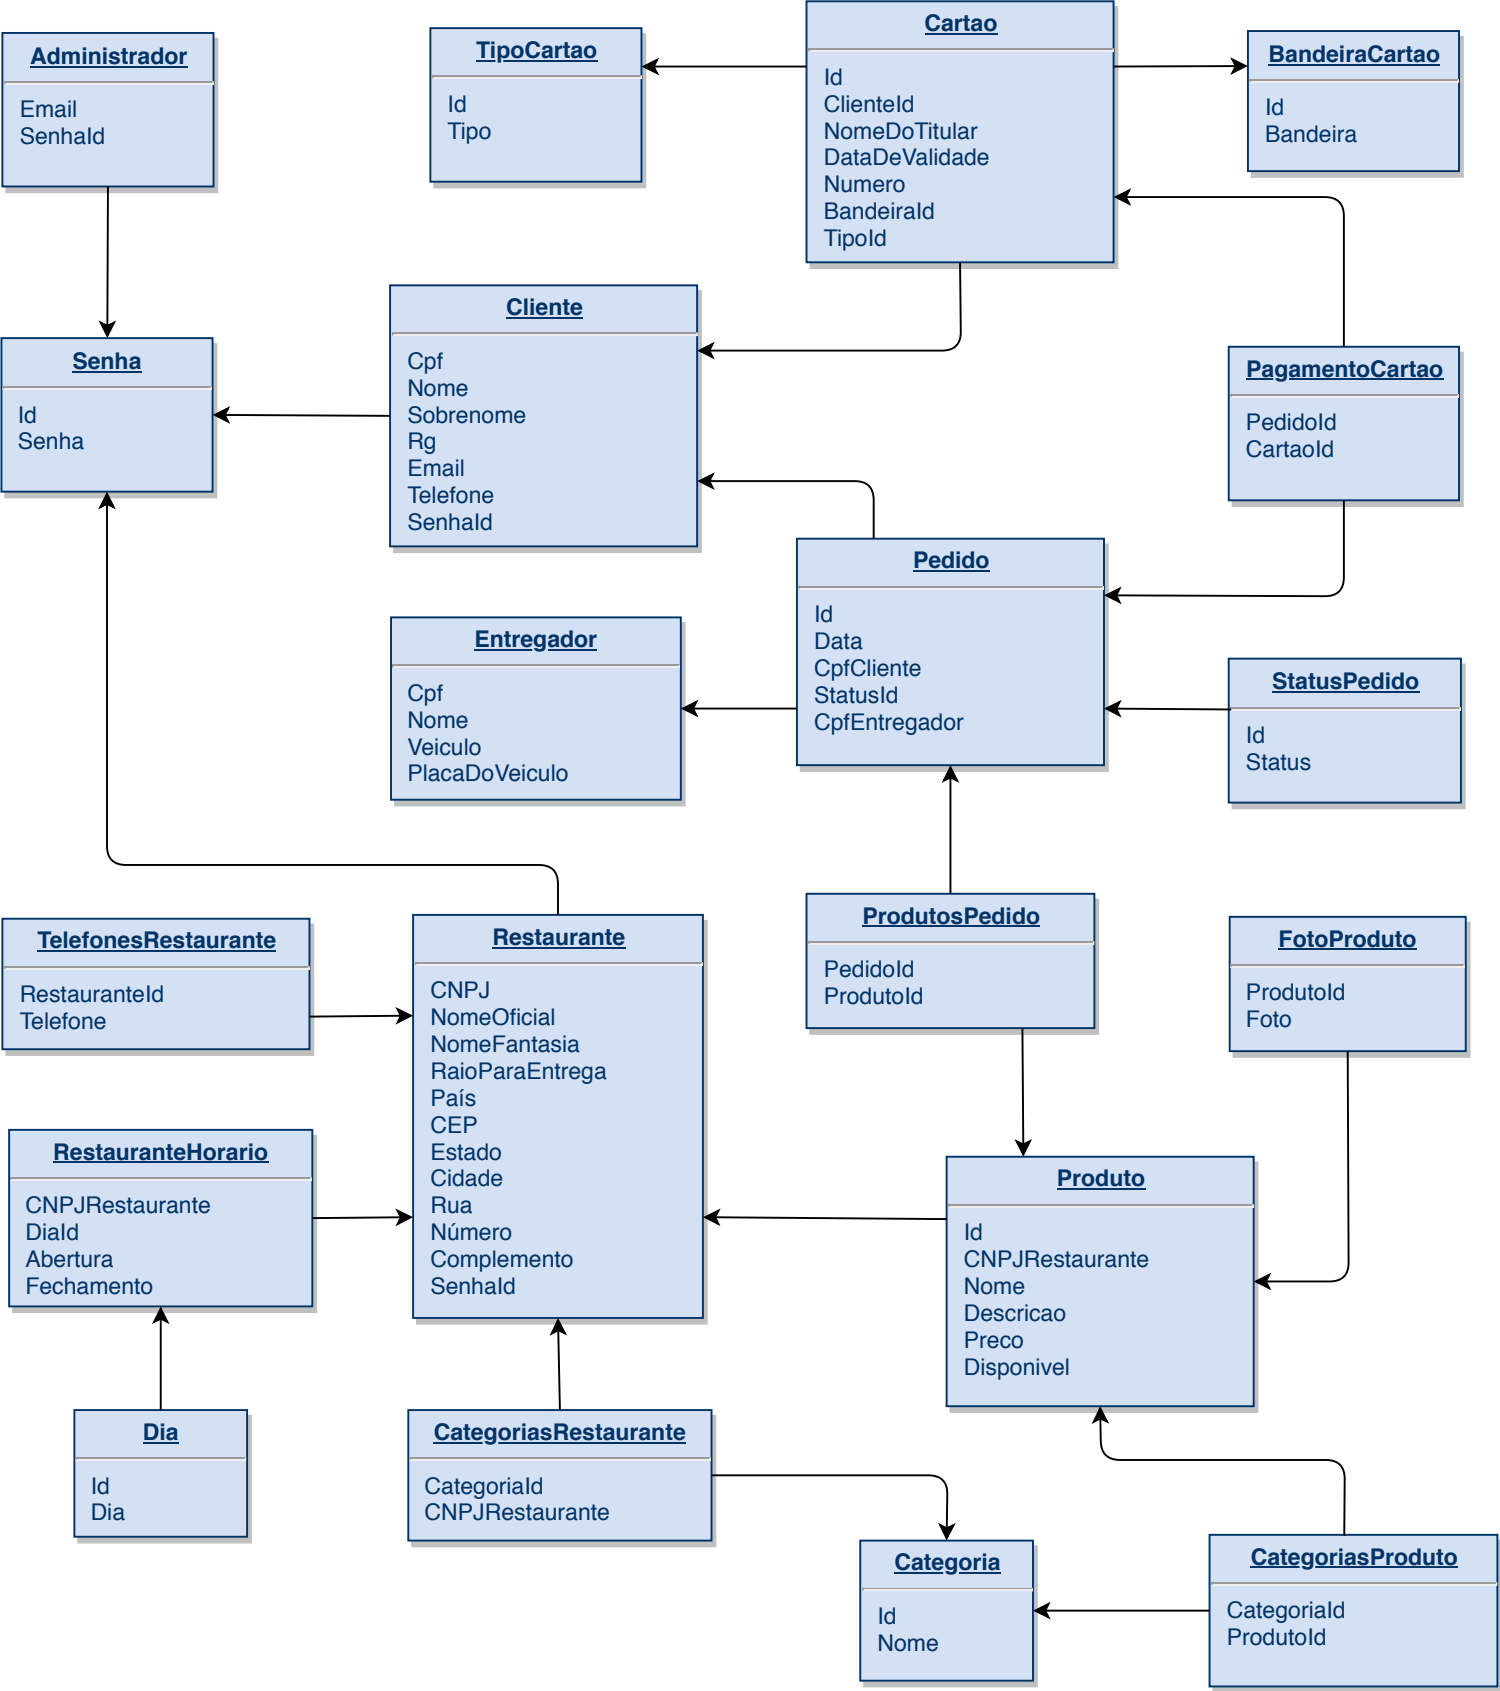 Administrador
Email
SenhaId
TipoCartao
Id
Tipo
Cartao
Id
ClienteId
NomeDoTitular
DataDeValidade
Numero
BandeiraId
TipoId
BandeiraCartao
Id
Bandeira
Senha
Id
Senha
Cliente
Cpf
Nome
Sobrenome
Rg
Email
Telefone
SenhaId
PagamentoCartao
PedidoId
CartaoId
Pedido
Id
Data
CpfCliente
StatusId
CpfEntregador
Entregador
Cpf
Nome
Veiculo
PlacaDoVeiculo
StatusPedido
Id
Status
TelefonesRestaurante
RestauranteId
Telefone
Restaurante
CNPJ
NomeOficial
NomeFantasia
RaioParaEntrega
País
CEP
Estado
Cidade
Rua
Número
Complemento
SenhaId
ProdutosPedido
PedidoId
ProdutoId
FotoProduto
ProdutoId
Foto
RestauranteHorario
CNPJRestaurante
DiaId
Abertura
Fechamento
Produto
Id
CNPJRestaurante
Nome
Descricao
Preco
Disponivel
Dia
Id
Dia
CategoriasRestaurante
CategoriaId
CNPJRestaurante
Categoria
Id
Nome
CategoriasProduto
CategoriaId
ProdutoId